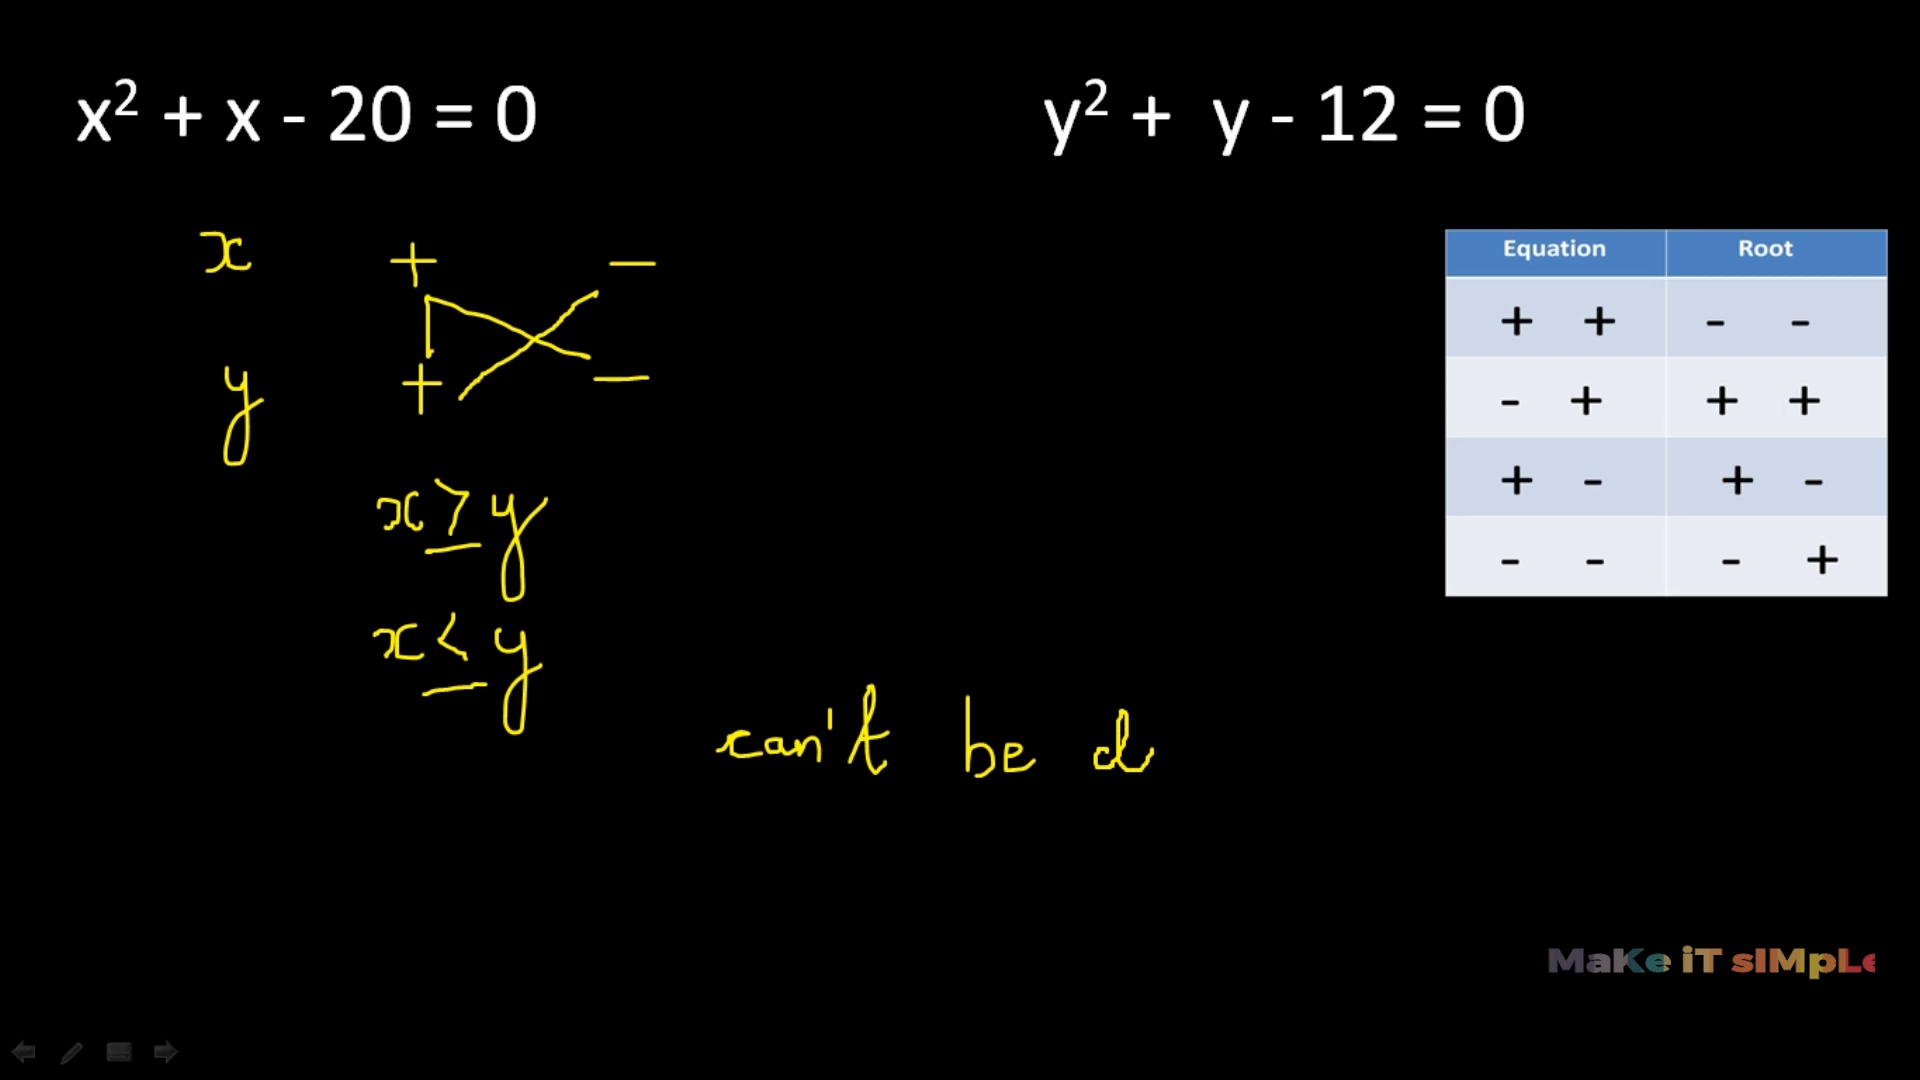 x² + x - 20 = 0
y² + y - 12 = 0
x + −
y + −
x ≥ y
x ≤ y
can't be d
Equation Root
+ + - -
- + + +
+ - + -
- - - +
MaKe iT sIMpLe